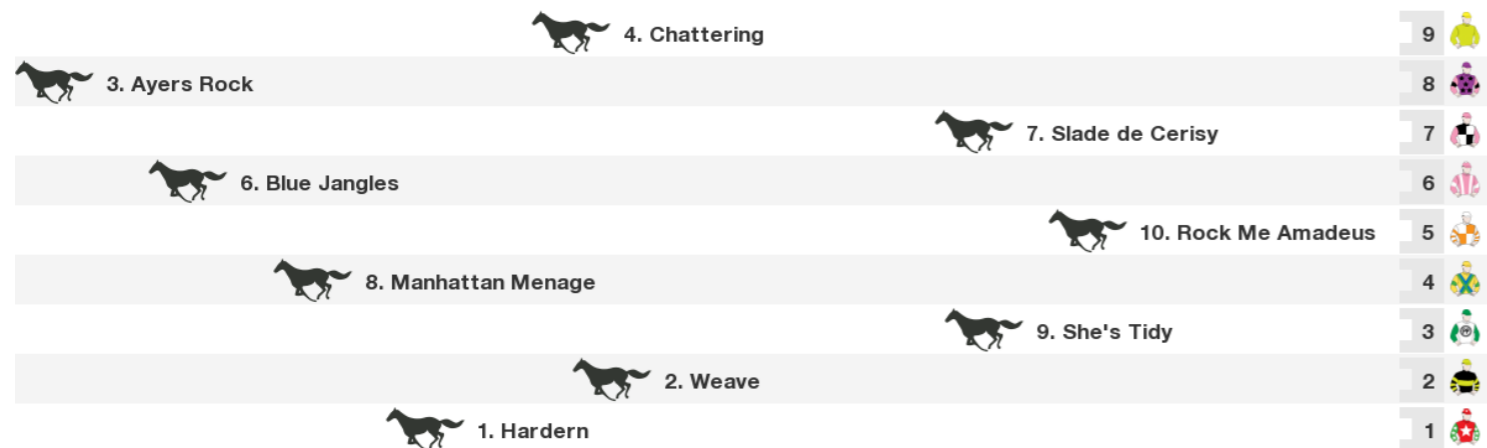 4. Chattering 9
3. Ayers Rock 8
7. Slade de Cerisy 7
6. Blue Jangles 6
10. Rock Me Amadeus 5
8. Manhattan Menage 4
9. She's Tidy 3
2. Weave 2
1. Hardern 1